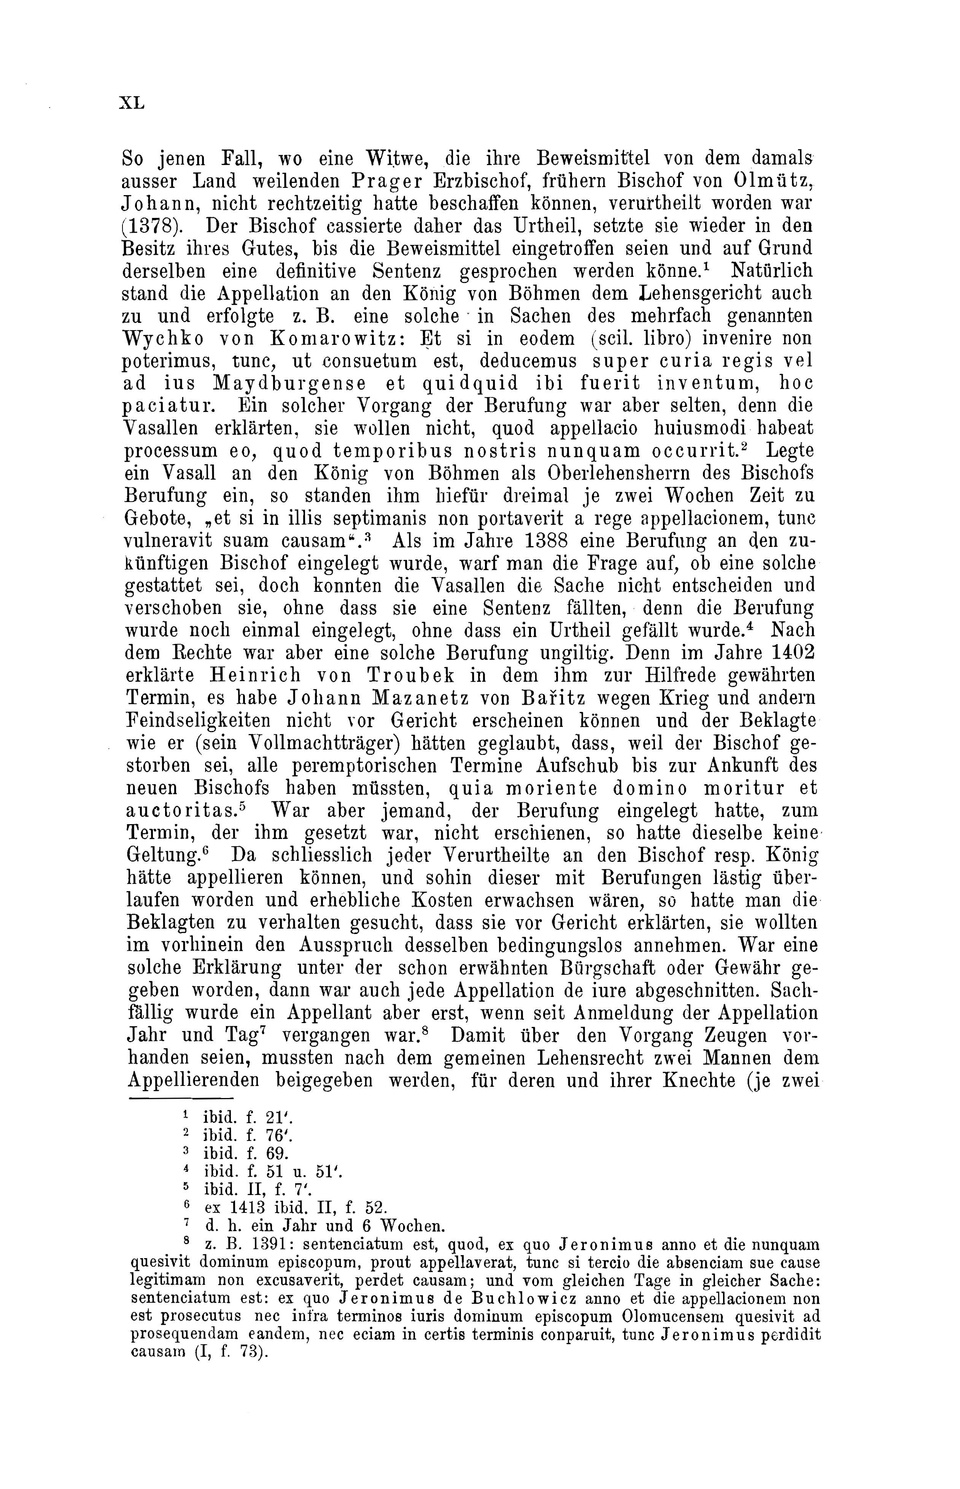 XL
So jenen Fall, wo eine Witwe, die ihre Beweismittel von dem damals
ausser Land weilenden Prager Erzbischof, frühern Bischof von Olmütz,
Johann, nicht rechtzeitig hatte beschaffen können, verurtheilt worden war
(1378). Der Bischof cassierte daher das Urtheil, setzte sie wieder in den
Besitz ihres Gutes, bis die Beweismittel eingetroffen seien und auf Grund
derselben eine definitive Sentenz gesprochen werden könne.¹ Natürlich
stand die Appellation an den König von Böhmen dem Lehensgericht auch
zu und erfolgte z. B. eine solche in Sachen des mehrfach genannten
Wychko von Komarowitz: Et si in eodem (scil. libro) invenire non
poterimus, tunc, ut consuetum est, deducemus super curia regis vel
ad ius Maydburgense et quidquid ibi fuerit inventum, hoc
paciatur. Ein solcher Vorgang der Berufung war aber selten, denn die
Vasallen erklärten, sie wollen nicht, quod appellacio huiusmodi habeat
processum eo, quod temporibus nostris nunquam occurrit.² Legte
ein Vasall an den König von Böhmen als Oberlehensherrn des Bischofs
Berufung ein, so standen ihm hiefür dreimal je zwei Wochen Zeit zu
Gebote, „et si in illis septimanis non portaverit a rege appellacionem, tunc
vulneravit suam causam“.³ Als im Jahre 1388 eine Berufung an den zu-
künftigen Bischof eingelegt wurde, warf man die Frage auf, ob eine solche
gestattet sei, doch konnten die Vasallen die Sache nicht entscheiden und
verschoben sie, ohne dass sie eine Sentenz fällten, denn die Berufung
wurde noch einmal eingelegt, ohne dass ein Urtheil gefällt wurde.⁴ Nach
dem Rechte war aber eine solche Berufung ungiltig. Denn im Jahre 1402
erklärte Heinrich von Troubek in dem ihm zur Hilfrede gewährten
Termin, es habe Johann Mazanetz von Bařitz wegen Krieg und andern
Feindseligkeiten nicht vor Gericht erscheinen können und der Beklagte
wie er (sein Vollmachtträger) hätten geglaubt, dass, weil der Bischof ge-
storben sei, alle peremptorischen Termine Aufschub bis zur Ankunft des
neuen Bischofs haben müssten, quia moriente domino moritur et
auctoritas.⁵ War aber jemand, der Berufung eingelegt hatte, zum
Termin, der ihm gesetzt war, nicht erschienen, so hatte dieselbe keine
Geltung.⁶ Da schliesslich jeder Verurtheilte an den Bischof resp. König
hätte appellieren können, und sohin dieser mit Berufungen lästig über-
laufen worden und erhebliche Kosten erwachsen wären, so hatte man die
Beklagten zu verhalten gesucht, dass sie vor Gericht erklärten, sie wollten
im vorhinein den Ausspruch desselben bedingungslos annehmen. War eine
solche Erklärung unter der schon erwähnten Bürgschaft oder Gewähr ge-
geben worden, dann war auch jede Appellation de iure abgeschnitten. Sach-
fällig wurde ein Appellant aber erst, wenn seit Anmeldung der Appellation
Jahr und Tag⁷ vergangen war.⁸ Damit über den Vorgang Zeugen vor-
handen seien, mussten nach dem gemeinen Lehensrecht zwei Mannen dem
Appellierenden beigegeben werden, für deren und ihrer Knechte (je zwei
¹ ibid. f. 21′.
² ibid. f. 76′.
³ ibid. f. 69.
⁴ ibid. f. 51 u. 51′.
⁵ ibid. II, f. 7′.
⁶ ex 1413 ibid. II, f. 52.
⁷ d. h. ein Jahr und 6 Wochen.
⁸ z. B. 1391: sentenciatum est, quod, ex quo Jeronimus anno et die nunquam
quesivit dominum episcopum, prout appellaverat, tunc si tercio die absenciam sue cause
legitimam non excusaverit, perdet causam; und vom gleichen Tage in gleicher Sache:
sentenciatum est: ex quo Jeronimus de Buchlowicz anno et die appellacionem non
est prosecutus nec infra terminos iuris dominum episcopum Olomucensem quesivit ad
prosequendam eandem, nec eciam in certis terminis conparuit, tunc Jeronimus perdidit
causam (I, f. 73).